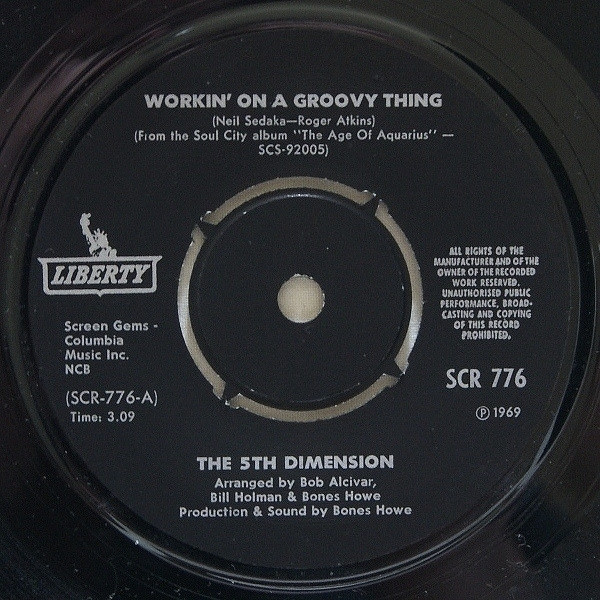 WORKIN' ON A GROOVY THING
(Neil Sedaka—Roger Atkins)
(From the Soul City album "The Age Of Aquarius" —
SCS-92005)
LIBERTY
Screen Gems -
Columbia
Music Inc.
NCB
(SCR-776-A)
Time: 3.09
ALL RIGHTS OF THE
MANUFACTURER AND OF THE
OWNER OF THE RECORDED
WORK RESERVED.
UNAUTHORISED PUBLIC
PERFORMANCE, BROAD-
CASTING AND COPYING
OF THIS RECORD
PROHIBITED.
SCR 776
℗ 1969
THE 5TH DIMENSION
Arranged by Bob Alcivar,
Bill Holman & Bones Howe
Production & Sound by Bones Howe